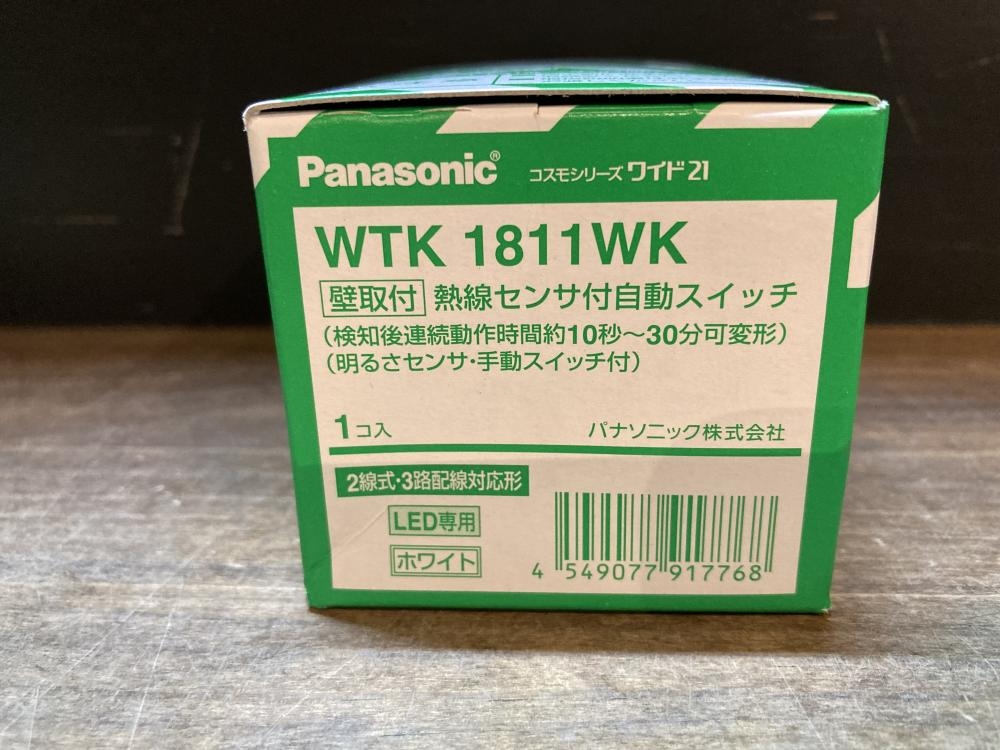 Panasonic® コスモシリーズ ワイド21
WTK 1811WK
壁取付 熱線センサ付自動スイッチ
(検知後連続動作時間約10秒～30分可変形)
(明るさセンサ・手動スイッチ付)
1コ入 パナソニック株式会社
2線式・3路配線対応形
LED専用
ホワイト
4 549077 917768